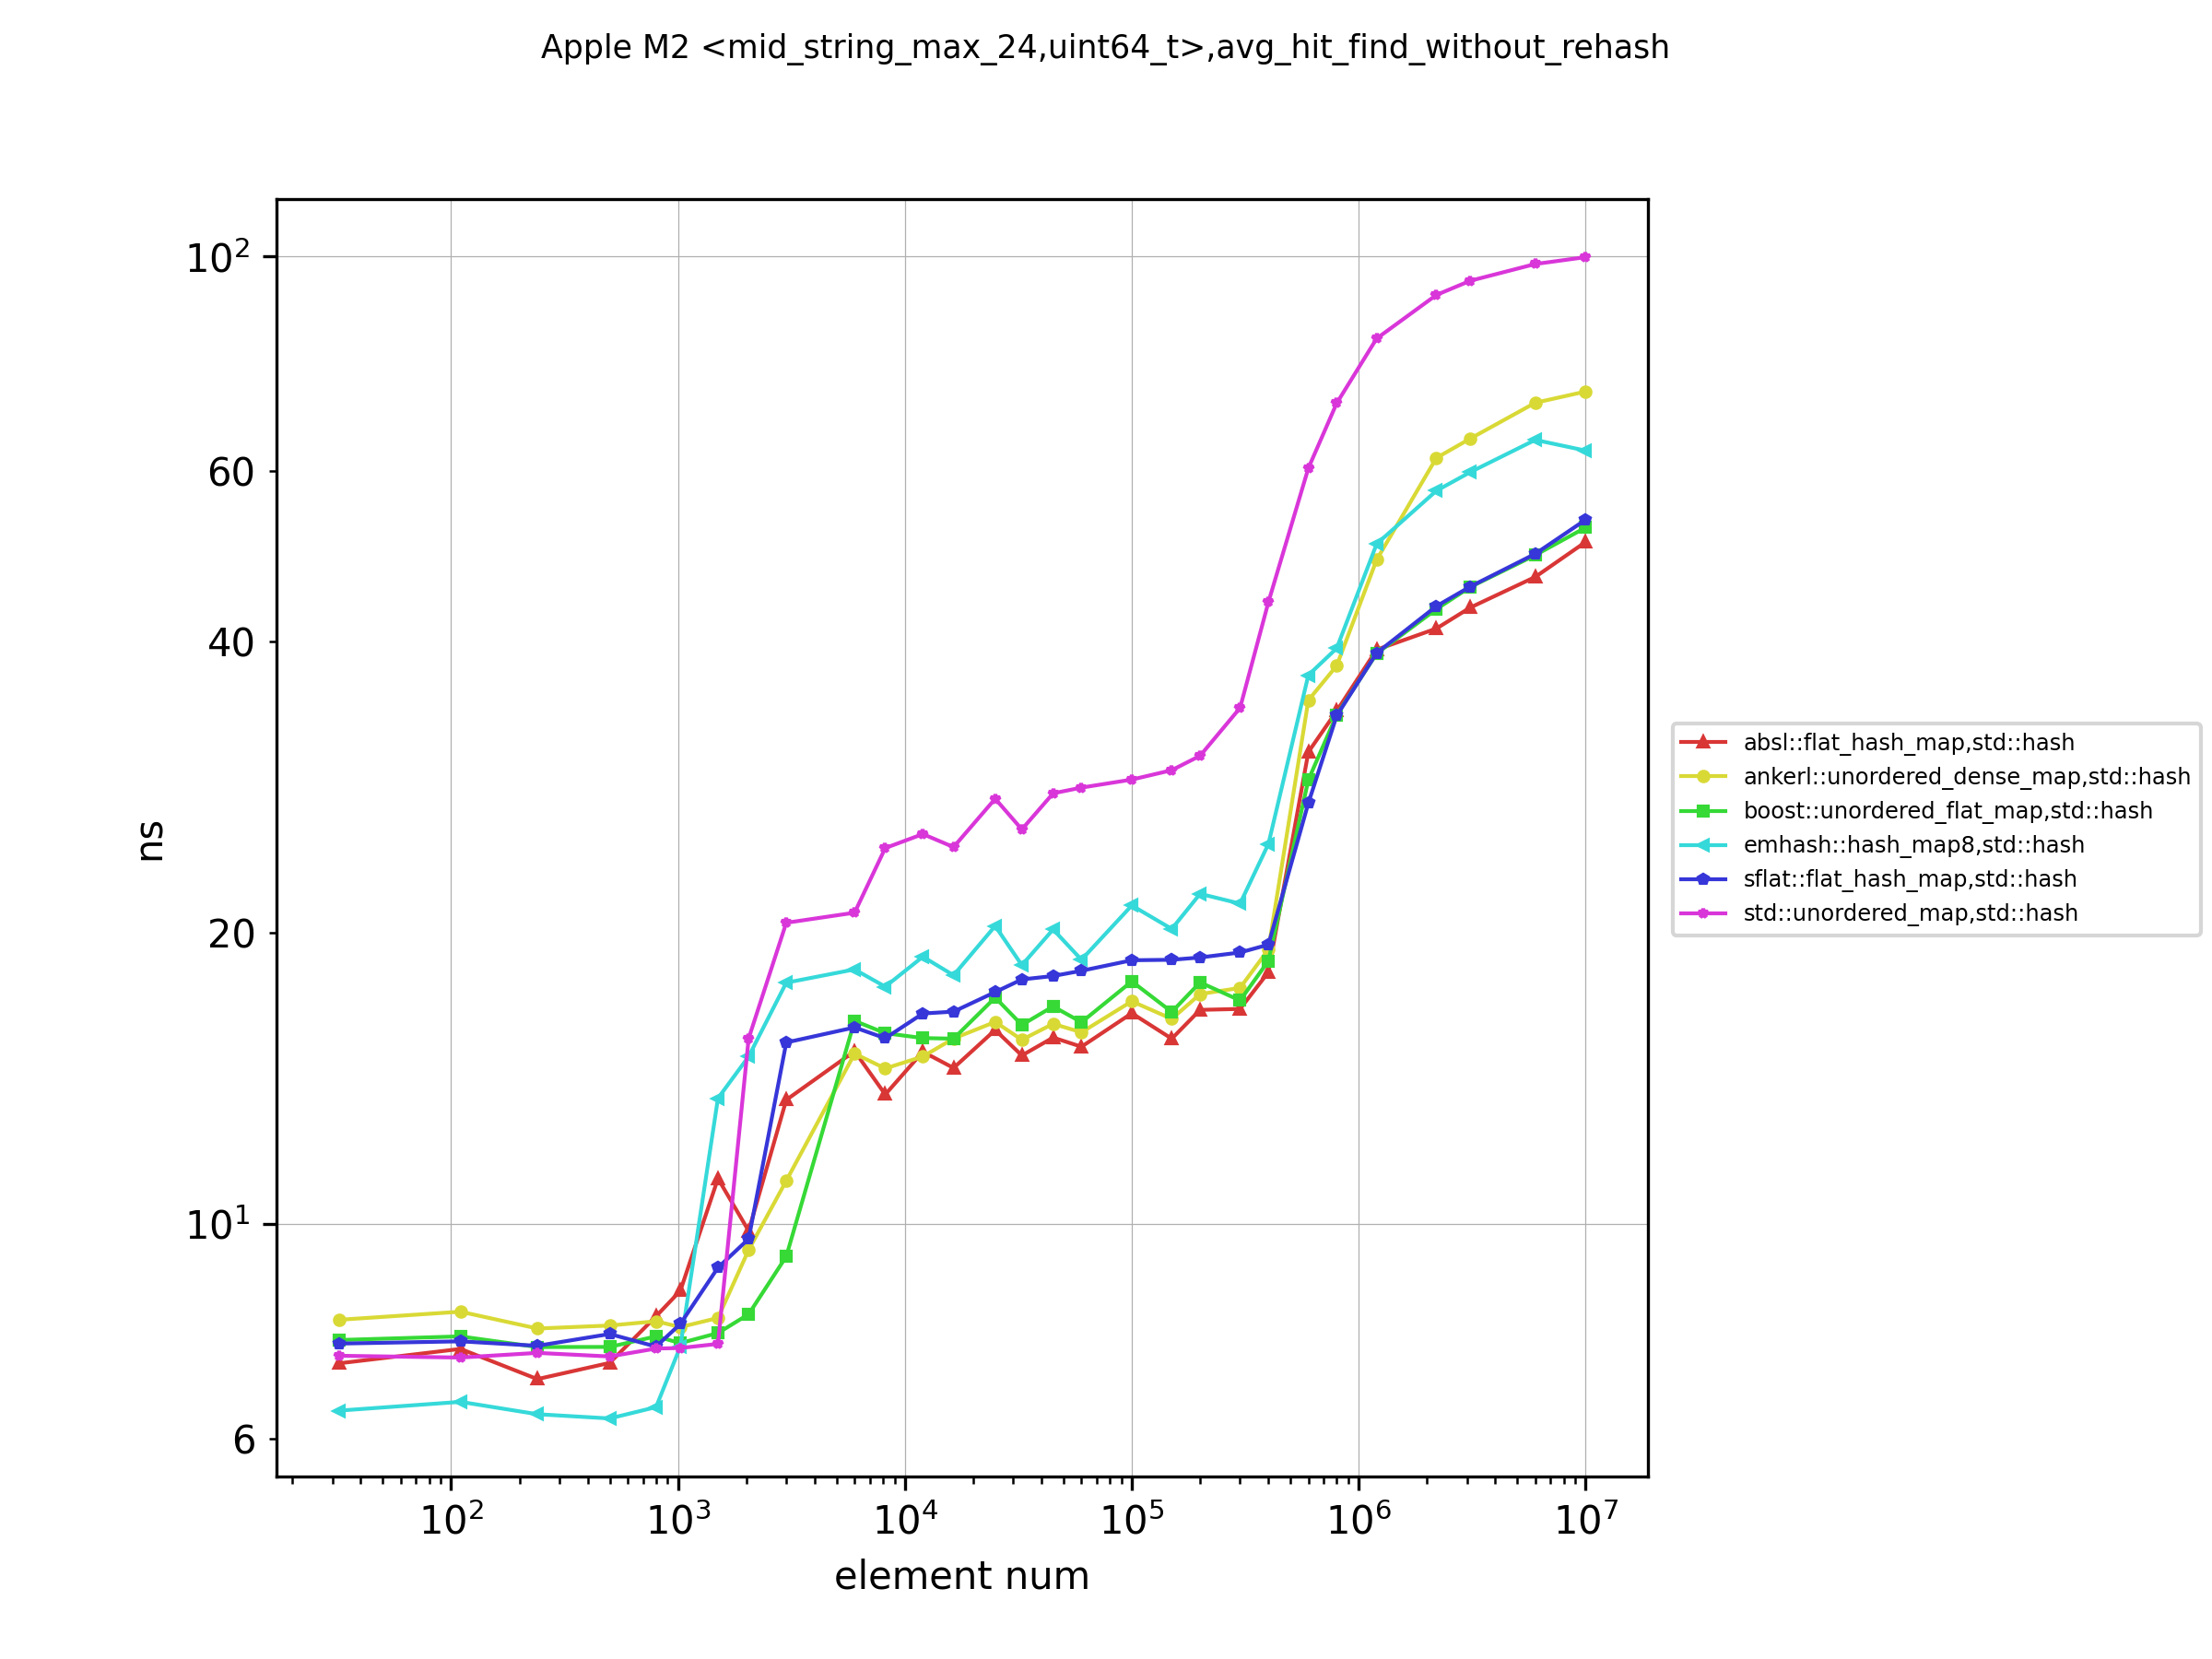 Apple M2 <mid_string_max_24,uint64_t>,avg_hit_find_without_rehash
10²
60
40
20
10¹
6
ns
10² 10³ 10⁴ 10⁵ 10⁶ 10⁷
element num
absl::flat_hash_map,std::hash
ankerl::unordered_dense_map,std::hash
boost::unordered_flat_map,std::hash
emhash::hash_map8,std::hash
sflat::flat_hash_map,std::hash
std::unordered_map,std::hash